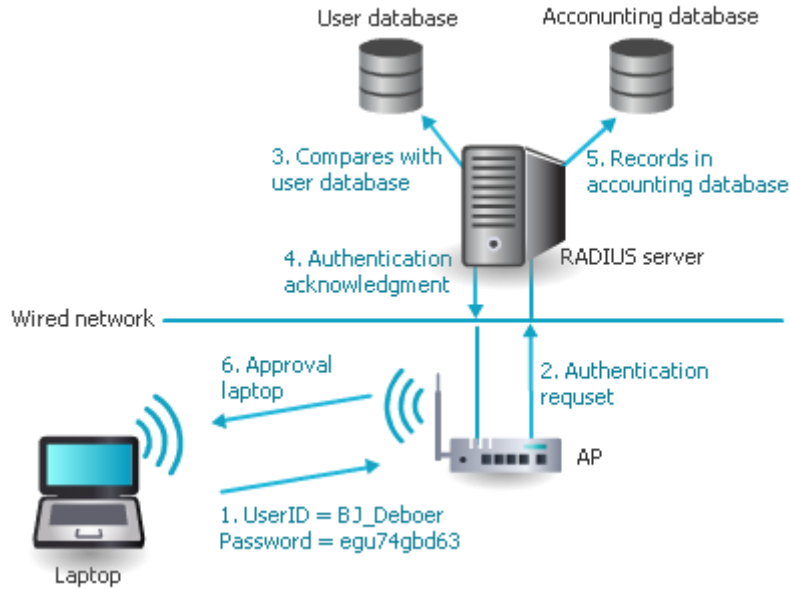 User database
Acconunting database
3. Compares with
user database
5. Records in
accounting database
4. Authentication
acknowledgment
RADIUS server
Wired network
6. Approval
laptop
2. Authentication
requset
AP
1. UserID = BJ_Deboer
Password = egu74gbd63
Laptop